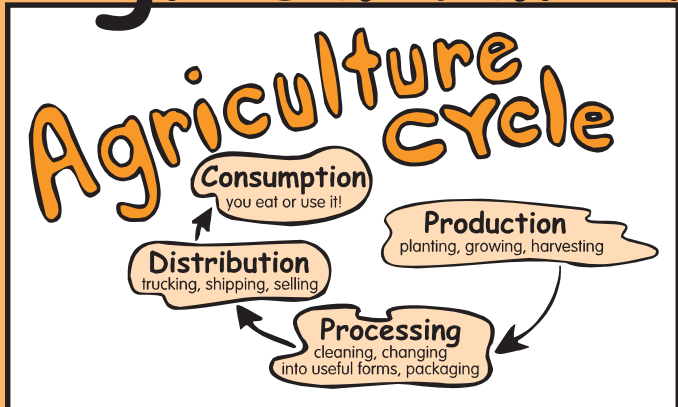 Agriculture
cycle
Consumption
you eat or use it!
Production
planting, growing, harvesting
Distribution
trucking, shipping, selling
Processing
cleaning, changing
into useful forms, packaging